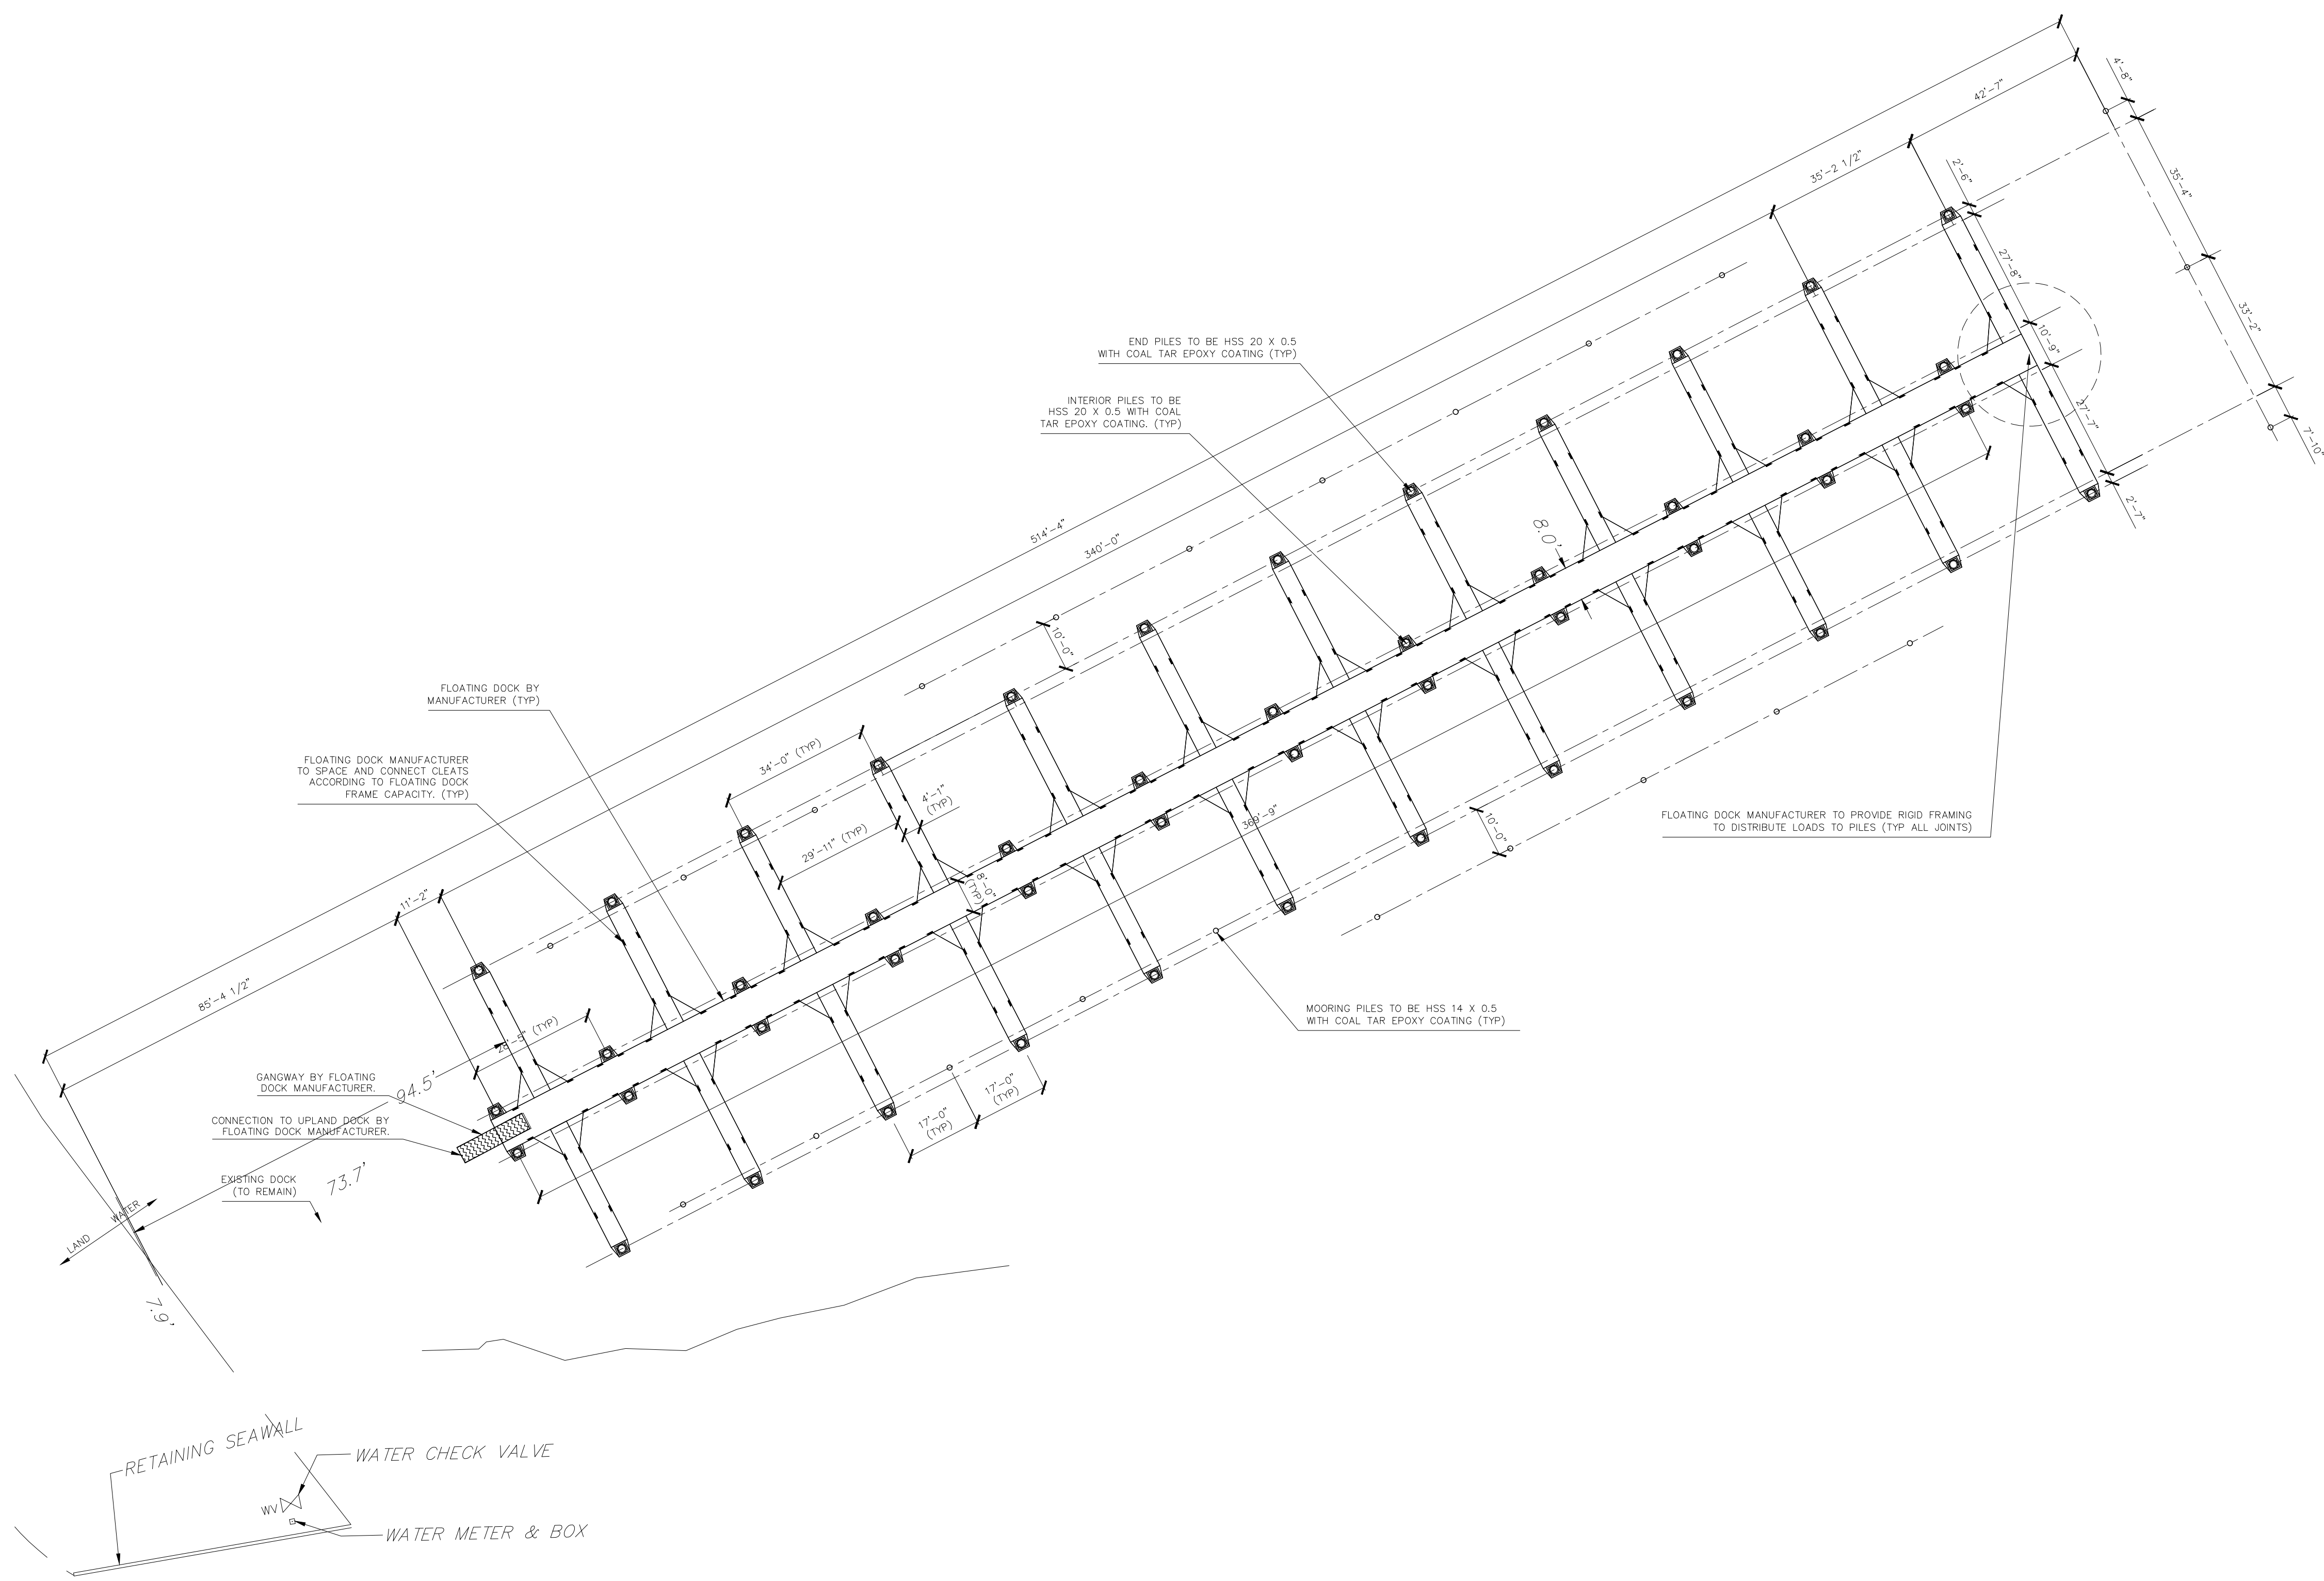 4'-8"
42'-7"
35'-2 1/2"
2'-6"
35'-4"
27'-8"
33'-2"
10'-9"
27'-7"
7'-10"
2'-7"
END PILES TO BE HSS 20 X 0.5
WITH COAL TAR EPOXY COATING (TYP)
INTERIOR PILES TO BE
HSS 20 X 0.5 WITH COAL
TAR EPOXY COATING. (TYP)
514'-4"
340'-0"
8.0'
10'-0"
FLOATING DOCK BY
MANUFACTURER (TYP)
FLOATING DOCK MANUFACTURER
TO SPACE AND CONNECT CLEATS
ACCORDING TO FLOATING DOCK
FRAME CAPACITY. (TYP)
34'-0" (TYP)
4'-1"
(TYP)
29'-11" (TYP)
8'-0"
(TYP)
369'-9"
10'-0"
FLOATING DOCK MANUFACTURER TO PROVIDE RIGID FRAMING
TO DISTRIBUTE LOADS TO PILES (TYP ALL JOINTS)
11'-2"
85'-4 1/2"
28'-5" (TYP)
MOORING PILES TO BE HSS 14 X 0.5
WITH COAL TAR EPOXY COATING (TYP)
GANGWAY BY FLOATING
DOCK MANUFACTURER.
94.5'
17'-0"
(TYP)
17'-0"
(TYP)
CONNECTION TO UPLAND DOCK BY
FLOATING DOCK MANUFACTURER.
EXISTING DOCK
(TO REMAIN)
73.7'
WATER
LAND
7.9'
RETAINING SEAWALL
WATER CHECK VALVE
WV
WATER METER & BOX